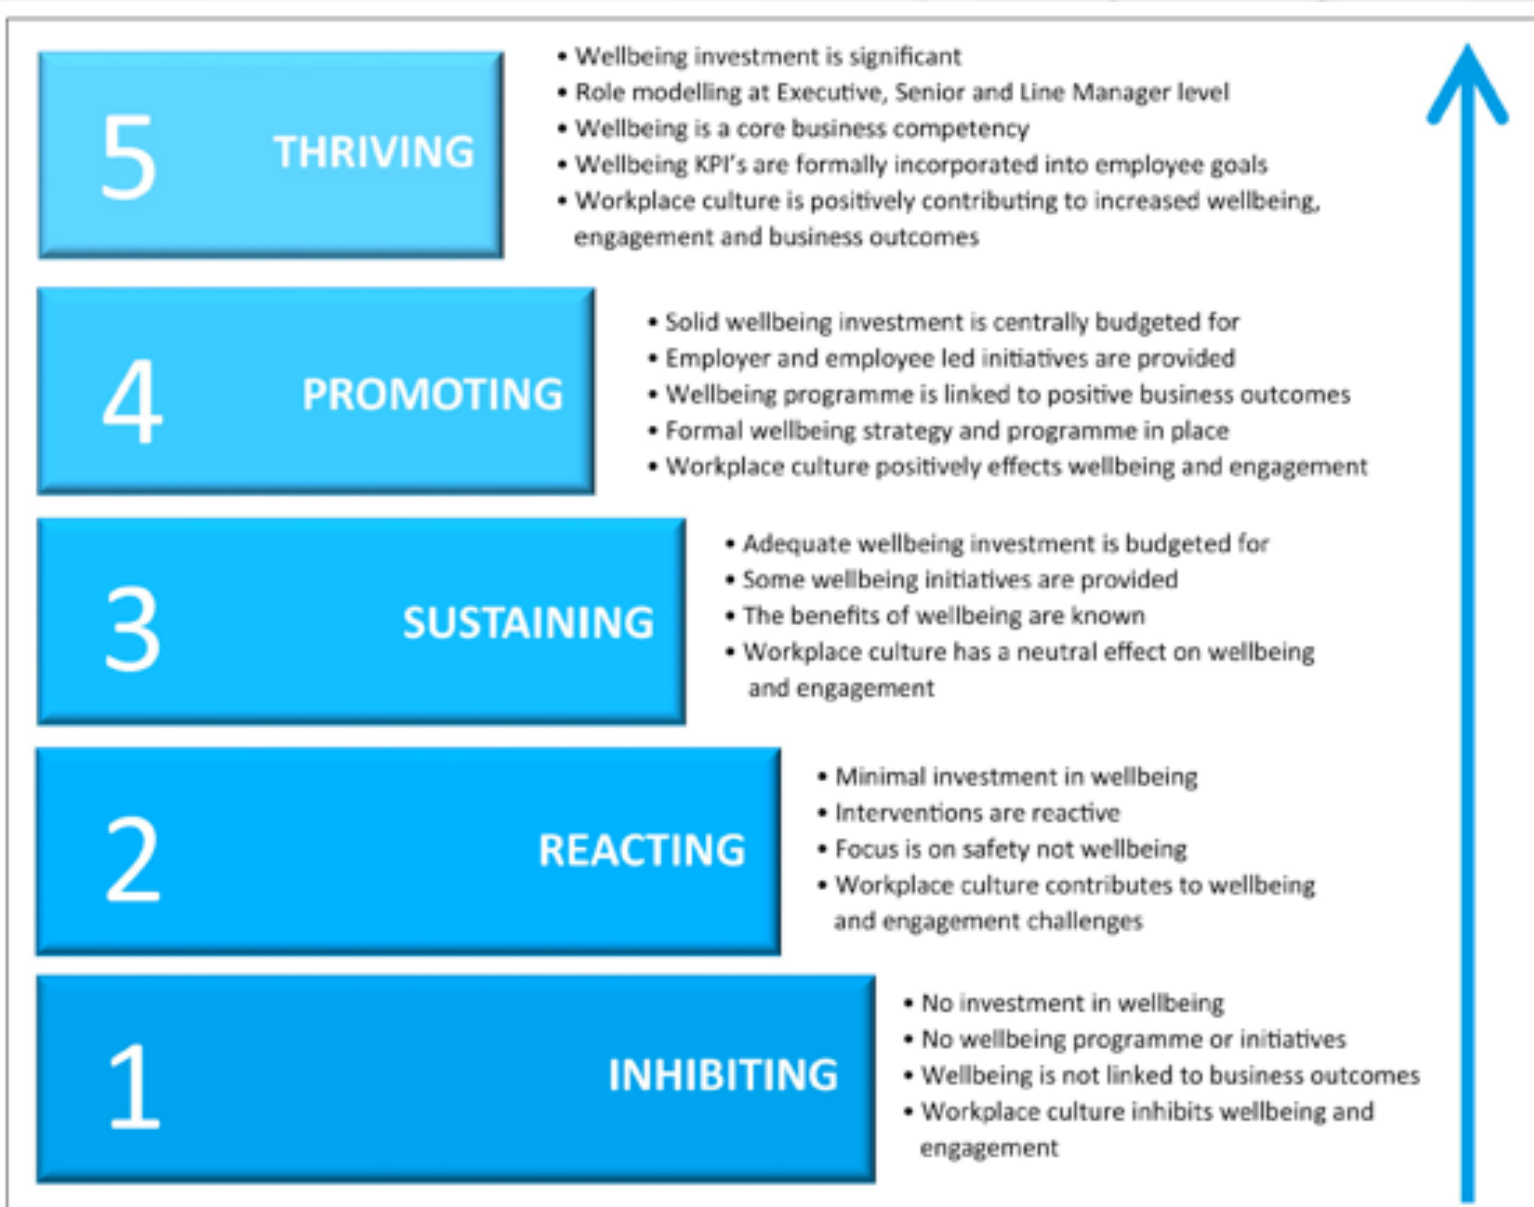 5 THRIVING
• Wellbeing investment is significant
• Role modelling at Executive, Senior and Line Manager level
• Wellbeing is a core business competency
• Wellbeing KPI's are formally incorporated into employee goals
• Workplace culture is positively contributing to increased wellbeing,
engagement and business outcomes
4 PROMOTING
• Solid wellbeing investment is centrally budgeted for
• Employer and employee led initiatives are provided
• Wellbeing programme is linked to positive business outcomes
• Formal wellbeing strategy and programme in place
• Workplace culture positively effects wellbeing and engagement
3 SUSTAINING
• Adequate wellbeing investment is budgeted for
• Some wellbeing initiatives are provided
• The benefits of wellbeing are known
• Workplace culture has a neutral effect on wellbeing
and engagement
2 REACTING
• Minimal investment in wellbeing
• Interventions are reactive
• Focus is on safety not wellbeing
• Workplace culture contributes to wellbeing
and engagement challenges
1 INHIBITING
• No investment in wellbeing
• No wellbeing programme or initiatives
• Wellbeing is not linked to business outcomes
• Workplace culture inhibits wellbeing and
engagement